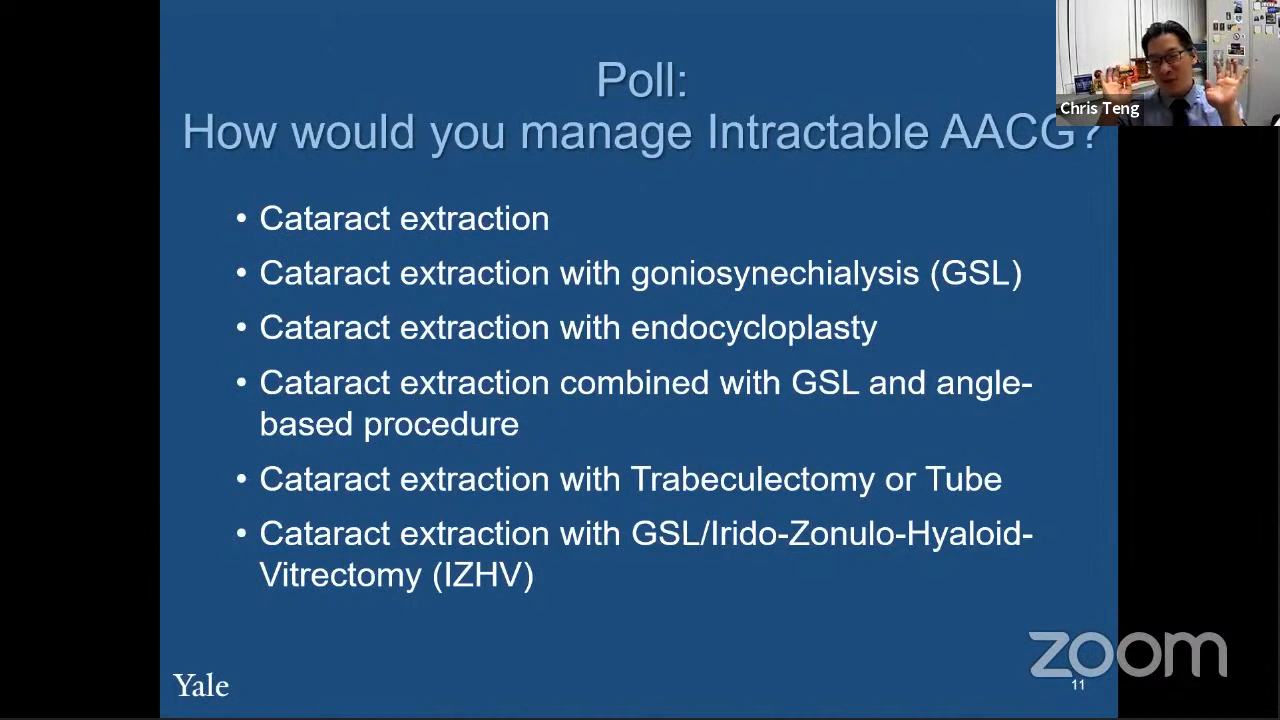 Poll:
How would you manage Intractable AACG?
Chris Teng
• Cataract extraction
• Cataract extraction with goniosynechialysis (GSL)
• Cataract extraction with endocycloplasty
• Cataract extraction combined with GSL and angle-
based procedure
• Cataract extraction with Trabeculectomy or Tube
• Cataract extraction with GSL/Irido-Zonulo-Hyaloid-
Vitrectomy (IZHV)
zoom
Yale
11